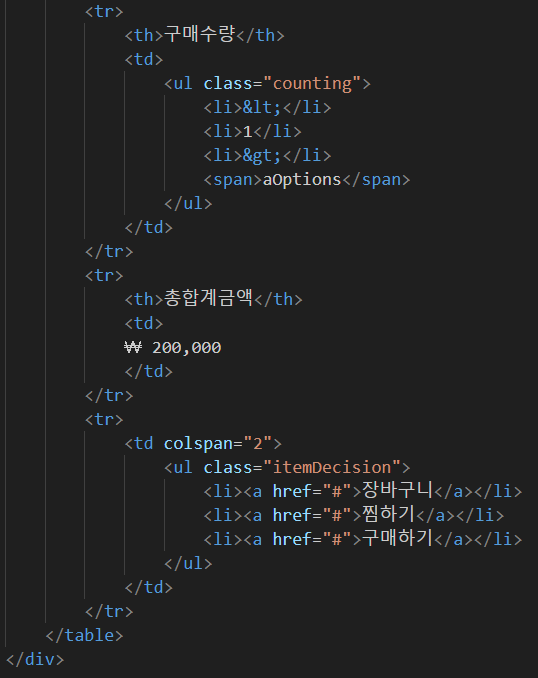 <tr>
<th>구매수량</th>
<td>
<ul class="counting">
<li>&lt;</li>
<li>1</li>
<li>&gt;</li>
<span>aOptions</span>
</ul>
</td>
</tr>
<tr>
<th>총합계금액</th>
<td>
₩ 200,000
</td>
</tr>
<tr>
<td colspan="2">
<ul class="itemDecision">
<li><a href="#">장바구니</a></li>
<li><a href="#">찜하기</a></li>
<li><a href="#">구매하기</a></li>
</ul>
</td>
</tr>
</table>
</div>